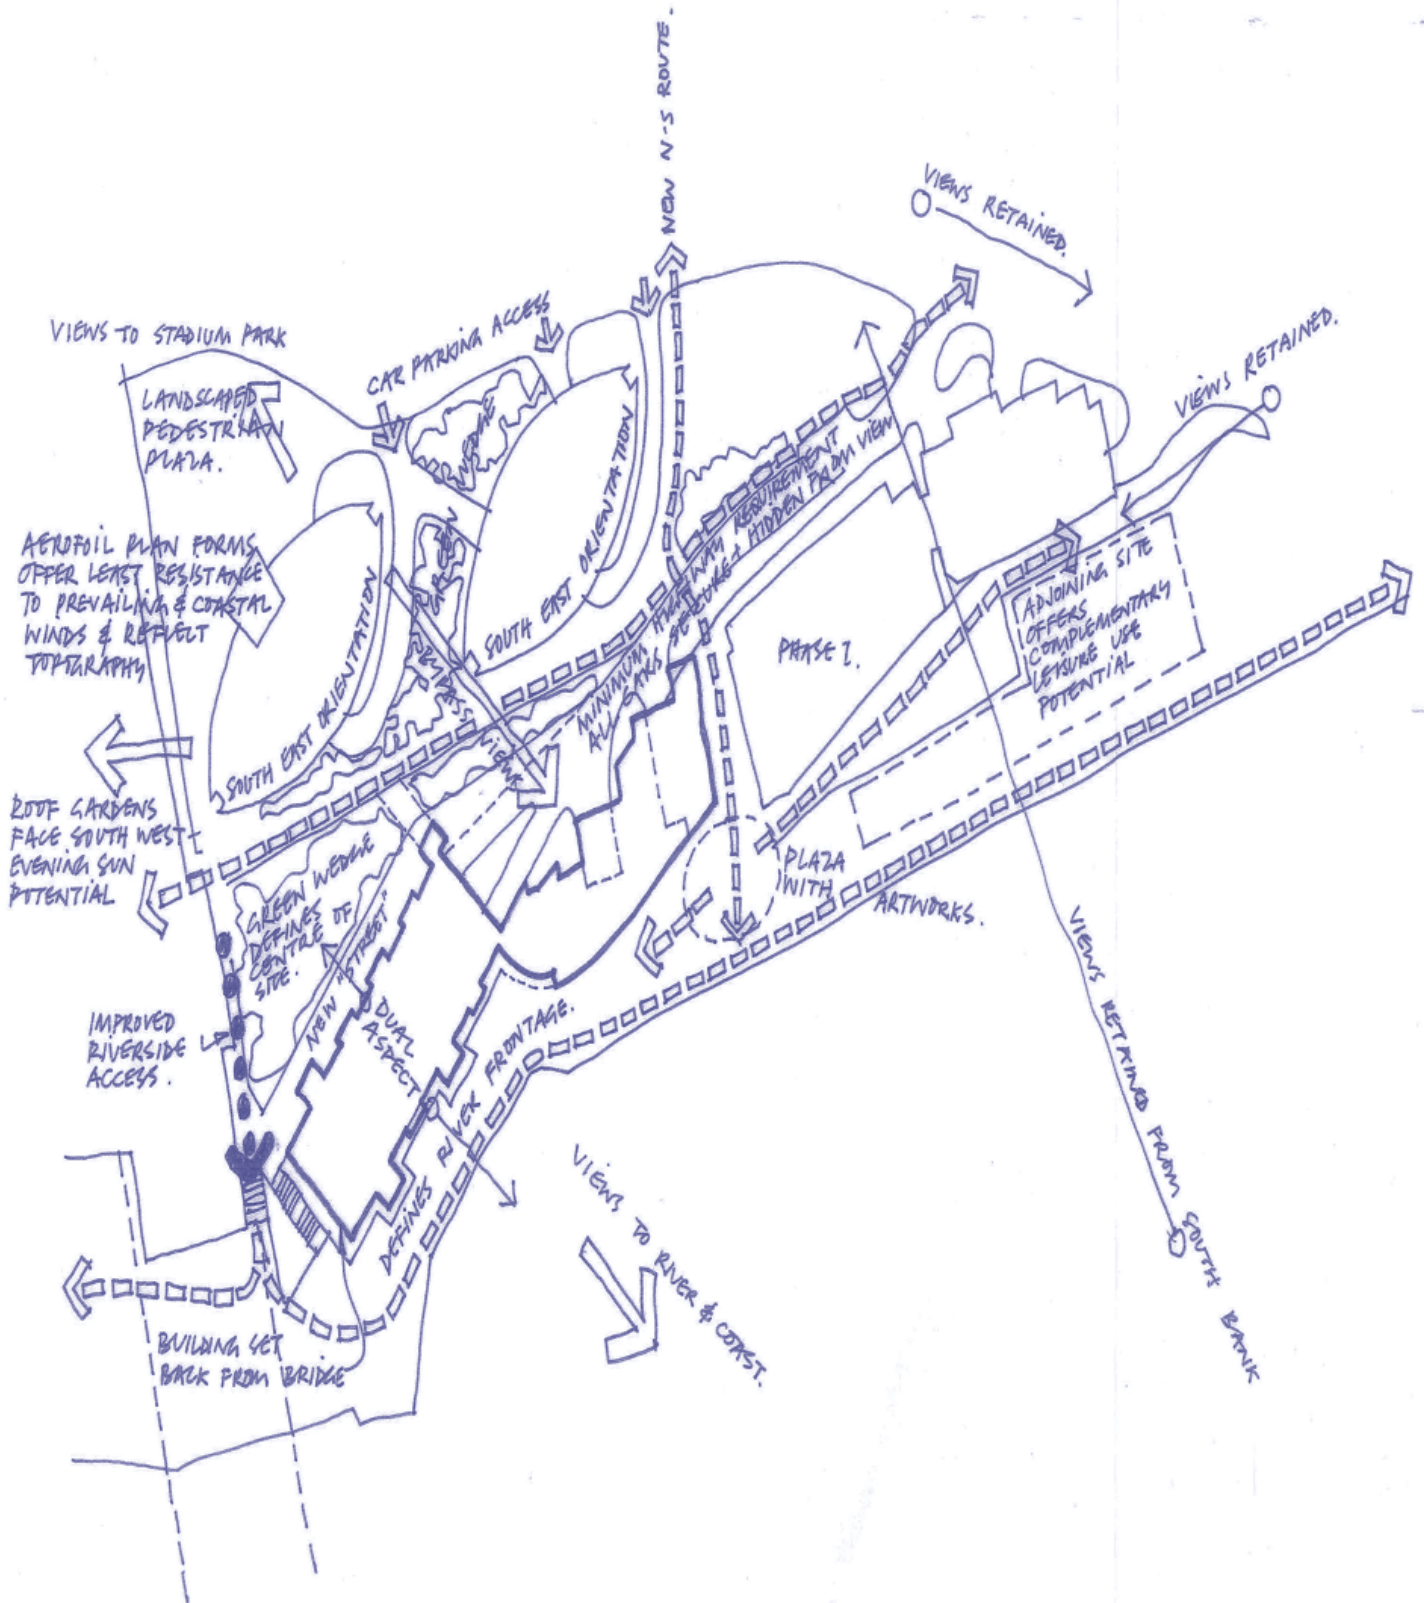 NEW N-S ROUTE.
VIEWS RETAINED.
VIEWS TO STADIUM PARK
CAR PARKING ACCESS
VIEWS RETAINED.
LANDSCAPED
PEDESTRIAN
PLAZA.
GREEN WEDGE
SOUTH EAST ORIENTATION
AEROFOIL PLAN FORMS
OFFER LEAST RESISTANCE
TO PREVAILING & COASTAL
WINDS & REFLECT
TOPOGRAPHY
SOUTH EAST ORIENTATION
MINIMUM HIGHWAY REQUIREMENT
ALL CARS SECURE + HIDDEN FROM VIEW
PHASE 1.
ADJOINING SITE
OFFERS
COMPLEMENTARY
LEISURE USE
POTENTIAL
VIEWS
ROOF GARDENS
FACE SOUTH WEST -
EVENING SUN
POTENTIAL
GREEN WEDGE
DEFINES
CENTRE OF
SITE.
NEW "STREET"
PLAZA
WITH
ARTWORKS.
IMPROVED
RIVERSIDE
ACCESS.
DUAL
ASPECT
DEFINES RIVER FRONTAGE.
VIEWS TO RIVER & COAST.
VIEWS RETAINED FROM SOUTH BANK
BUILDING SET
BACK FROM BRIDGE